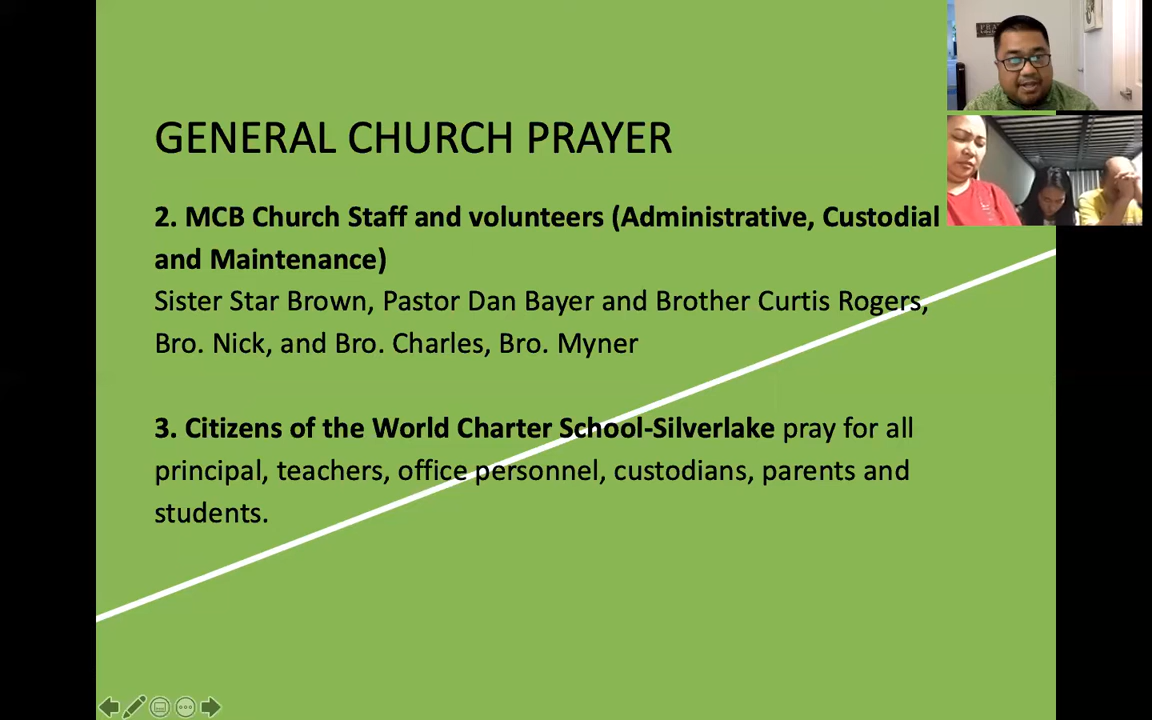 GENERAL CHURCH PRAYER
2. MCB Church Staff and volunteers (Administrative, Custodial
and Maintenance)
Sister Star Brown, Pastor Dan Bayer and Brother Curtis Rogers,
Bro. Nick, and Bro. Charles, Bro. Myner
3. Citizens of the World Charter School-Silverlake pray for all
principal, teachers, office personnel, custodians, parents and
students.